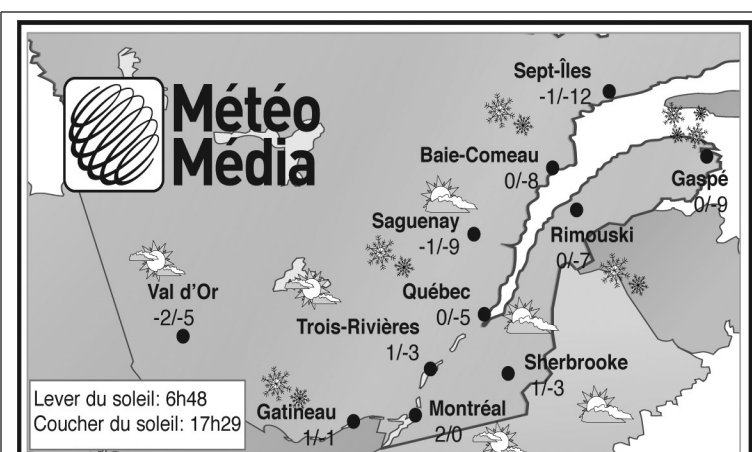 Météo
Média
Sept-Îles
-1/-12
Baie-Comeau
0/-8
Gaspé
0/-9
Saguenay
-1/-9
Rimouski
0/-7
Val d'Or
-2/-5
Québec
0/-5
Trois-Rivières
1/-3
Sherbrooke
1/-3
Lever du soleil: 6h48
Coucher du soleil: 17h29
Gatineau
1/-1
Montréal
2/0